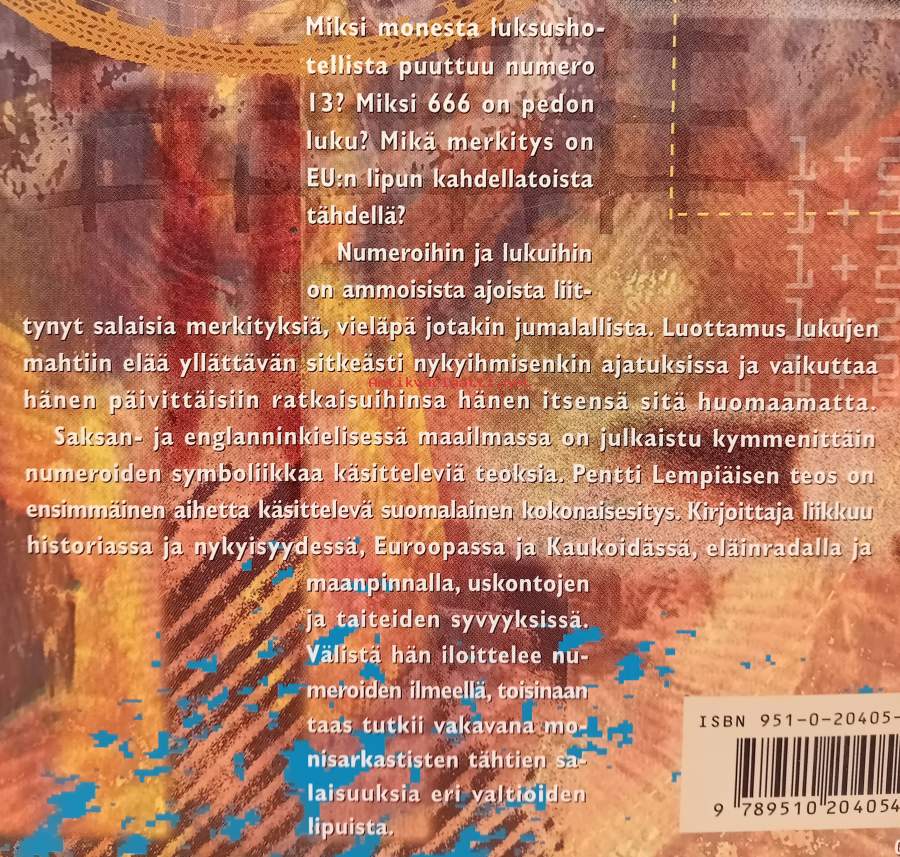 Miksi monesta luksusho-
tellista puuttuu numero
13? Miksi 666 on pedon
luku? Mikä merkitys on
EU:n lipun kahdellatoista
tähdellä?
Numeroihin ja lukuihin
on ammoisista ajoista liit-
tynyt salaisia merkityksiä, vieläpä jotakin jumalallista. Luottamus lukujen
mahtiin elää yllättävän sitkeästi nykyihmisenkin ajatuksissa ja vaikuttaa
Antikvariaatti.net
hänen päivittäisiin ratkaisuihinsa hänen itsensä sitä huomaamatta.
Saksan- ja englanninkielisessä maailmassa on julkaistu kymmenittäin
numeroiden symboliikkaa käsitteleviä teoksia. Pentti Lempiäisen teos on
ensimmäinen aihetta käsittelevä suomalainen kokonaisesitys. Kirjoittaja liikkuu
historiassa ja nykyisyydessä, Euroopassa ja Kaukoidässä, eläinradalla ja
maanpinnalla, uskontojen
ja taiteiden syvyyksissä.
Välistä hän iloittelee nu-
meroiden ilmeellä, toisinaan
taas tutkii vakavana mo-
nisarkastisten tähtien sa-
laisuuksia eri valtioiden
lipuista.
ISBN 951-0-20405-
9 789510 204054